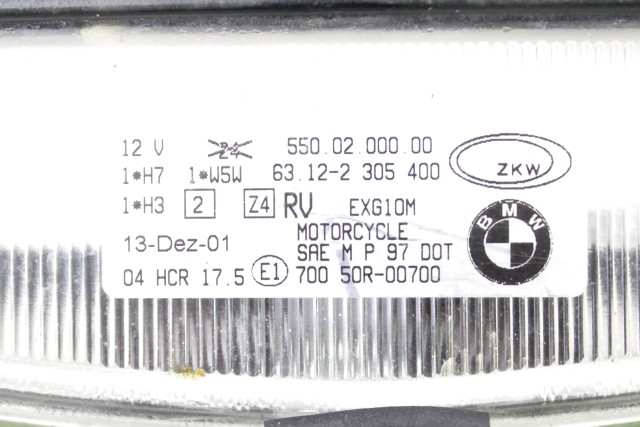 12 V 24 550.02.000.00
1*H7 1*W5W 63.12-2 305 400
ZKW
1*H3 2 Z4 RV EXG10M
BMW
MOTORCYCLE
13-Dez-01 SAE M P 97 DOT
04 HCR 17.5 E1 700 50R-00700